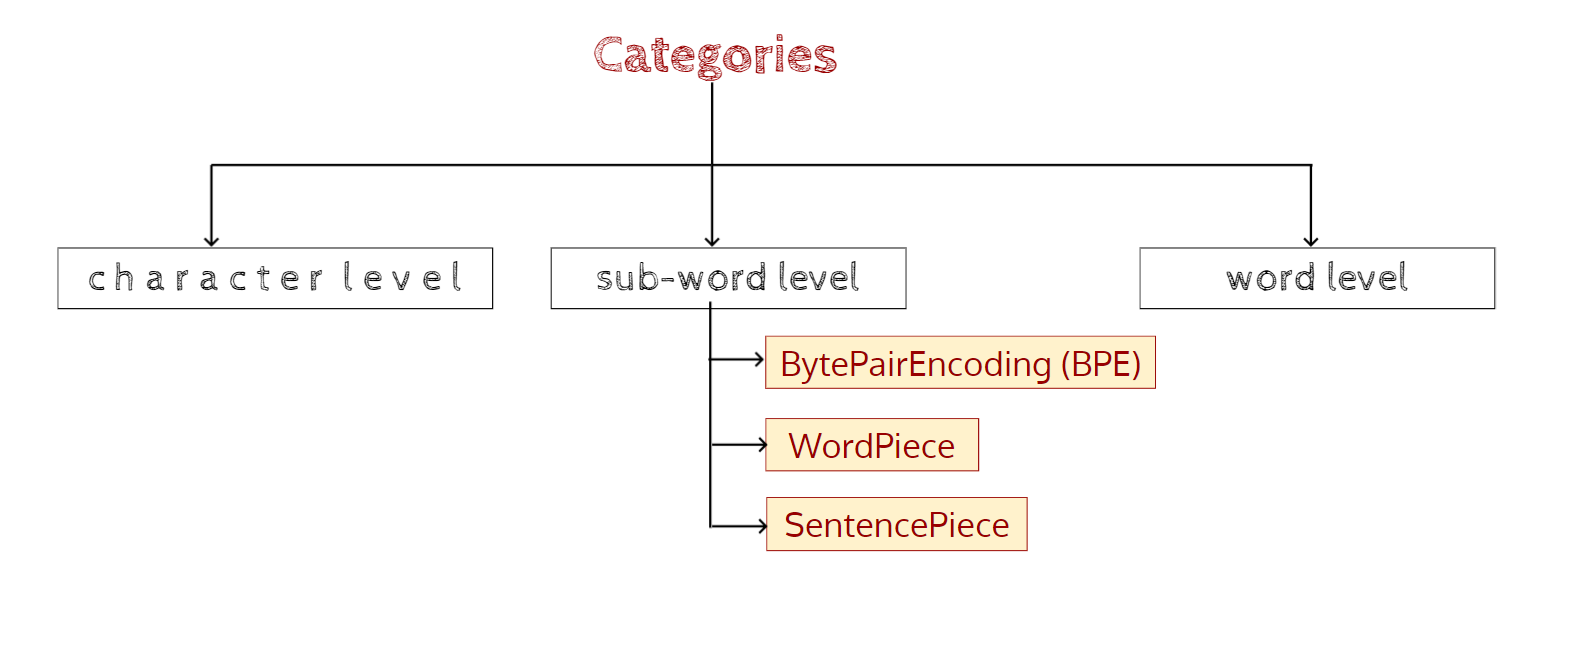 Categories
character level
sub-word level
word level
BytePairEncoding (BPE)
WordPiece
SentencePiece